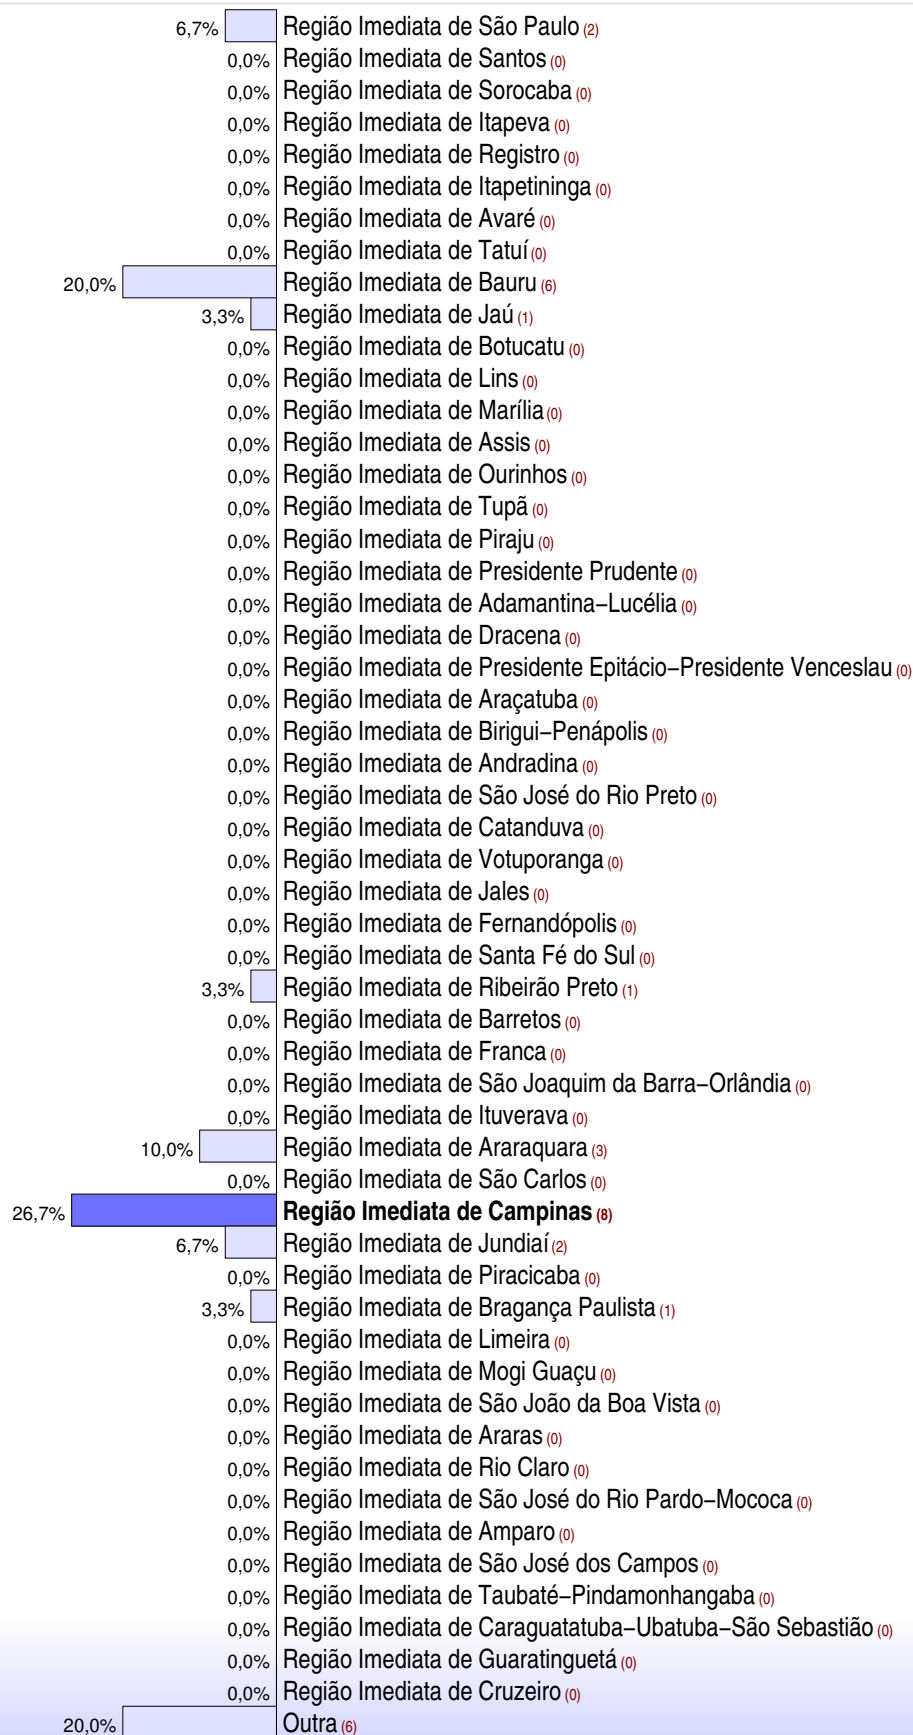 6,7% Região Imediata de São Paulo (2)
0,0% Região Imediata de Santos (0)
0,0% Região Imediata de Sorocaba (0)
0,0% Região Imediata de Itapeva (0)
0,0% Região Imediata de Registro (0)
0,0% Região Imediata de Itapetininga (0)
0,0% Região Imediata de Avaré (0)
0,0% Região Imediata de Tatuí (0)
20,0% Região Imediata de Bauru (6)
3,3% Região Imediata de Jaú (1)
0,0% Região Imediata de Botucatu (0)
0,0% Região Imediata de Lins (0)
0,0% Região Imediata de Marília (0)
0,0% Região Imediata de Assis (0)
0,0% Região Imediata de Ourinhos (0)
0,0% Região Imediata de Tupã (0)
0,0% Região Imediata de Piraju (0)
0,0% Região Imediata de Presidente Prudente (0)
0,0% Região Imediata de Adamantina–Lucélia (0)
0,0% Região Imediata de Dracena (0)
0,0% Região Imediata de Presidente Epitácio–Presidente Venceslau (0)
0,0% Região Imediata de Araçatuba (0)
0,0% Região Imediata de Birigui–Penápolis (0)
0,0% Região Imediata de Andradina (0)
0,0% Região Imediata de São José do Rio Preto (0)
0,0% Região Imediata de Catanduva (0)
0,0% Região Imediata de Votuporanga (0)
0,0% Região Imediata de Jales (0)
0,0% Região Imediata de Fernandópolis (0)
0,0% Região Imediata de Santa Fé do Sul (0)
3,3% Região Imediata de Ribeirão Preto (1)
0,0% Região Imediata de Barretos (0)
0,0% Região Imediata de Franca (0)
0,0% Região Imediata de São Joaquim da Barra–Orlândia (0)
0,0% Região Imediata de Ituverava (0)
10,0% Região Imediata de Araraquara (3)
0,0% Região Imediata de São Carlos (0)
26,7% Região Imediata de Campinas (8)
6,7% Região Imediata de Jundiaí (2)
0,0% Região Imediata de Piracicaba (0)
3,3% Região Imediata de Bragança Paulista (1)
0,0% Região Imediata de Limeira (0)
0,0% Região Imediata de Mogi Guaçu (0)
0,0% Região Imediata de São João da Boa Vista (0)
0,0% Região Imediata de Araras (0)
0,0% Região Imediata de Rio Claro (0)
0,0% Região Imediata de São José do Rio Pardo–Mococa (0)
0,0% Região Imediata de Amparo (0)
0,0% Região Imediata de São José dos Campos (0)
0,0% Região Imediata de Taubaté–Pindamonhangaba (0)
0,0% Região Imediata de Caraguatatuba–Ubatuba–São Sebastião (0)
0,0% Região Imediata de Guaratinguetá (0)
0,0% Região Imediata de Cruzeiro (0)
20,0% Outra (6)